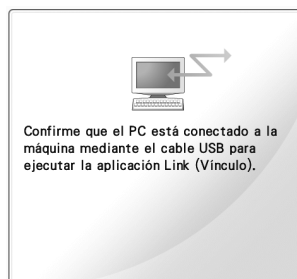 Confirme que el PC está conectado a la
máquina mediante el cable USB para
ejecutar la aplicación Link (Vínculo).